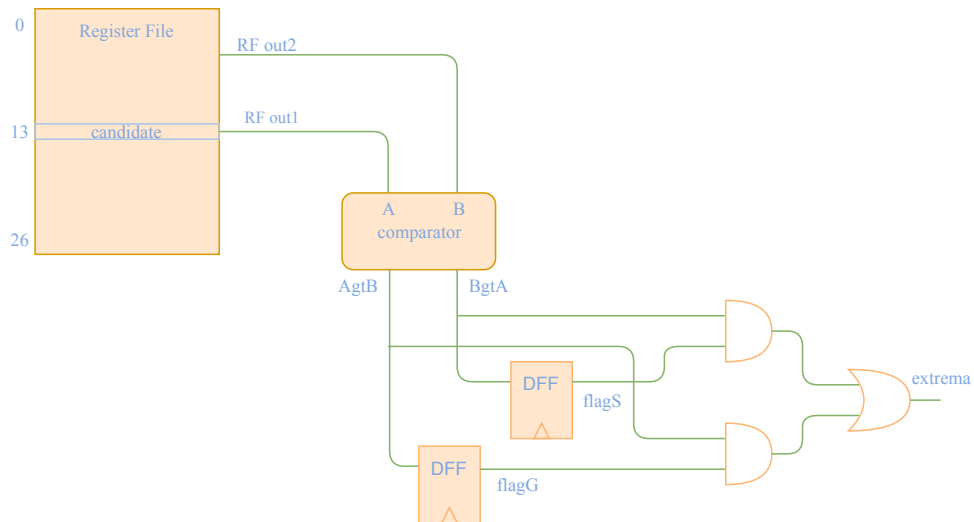 0
Register File
RF out2
RF out1
13
candidate
A
B
comparator
26
AgtB
BgtA
extrema
DFF
flagS
DFF
flagG